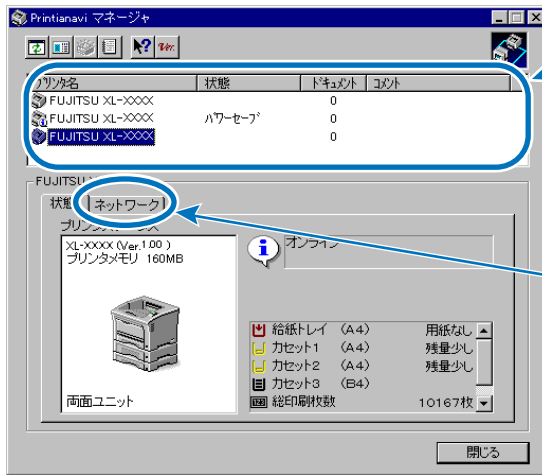 Printianavi マネージャ
Ver.
プリンタ名 状態 ドキュメント コメント
FUJITSU XL-XXXX 0
FUJITSU XL-XXXX パワーセーブ 0
FUJITSU XL-XXXX 0
FUJITSU
状態 ネットワーク
XL-XXXX (Ver.1.00 )
プリンタメモリ 160MB
オンライン
給紙トレイ (A4) 用紙なし
カセット1 (A4) 残量少し
カセット2 (A4) 残量少し
カセット3 (B4)
総印刷枚数 10167枚
両面ユニット
閉じる